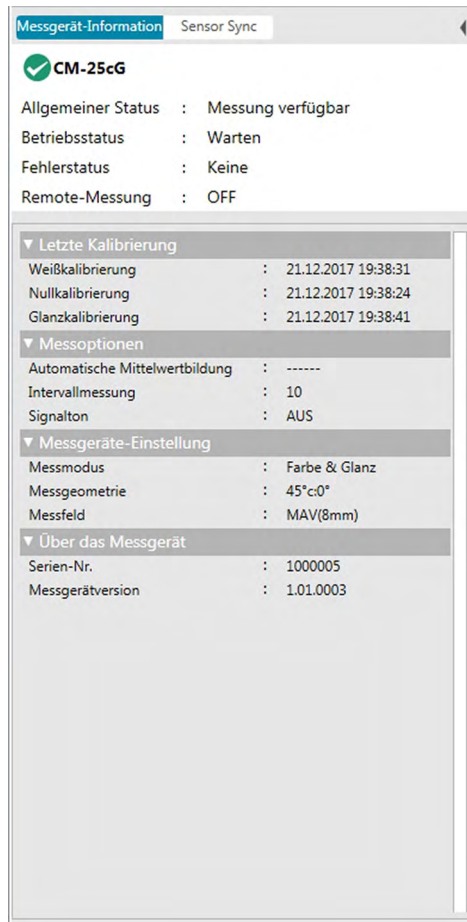 Messgerät-Information Sensor Sync
CM-25cG
Allgemeiner Status : Messung verfügbar
Betriebsstatus : Warten
Fehlerstatus : Keine
Remote-Messung : OFF
Letzte Kalibrierung
Weißkalibrierung : 21.12.2017 19:38:31
Nullkalibrierung : 21.12.2017 19:38:24
Glanzkalibrierung : 21.12.2017 19:38:41
Messoptionen
Automatische Mittelwertbildung : ------
Intervallmessung : 10
Signalton : AUS
Messgeräte-Einstellung
Messmodus : Farbe & Glanz
Messgeometrie : 45°c:0°
Messfeld : MAV(8mm)
Über das Messgerät
Serien-Nr. : 1000005
Messgerätversion : 1.01.0003